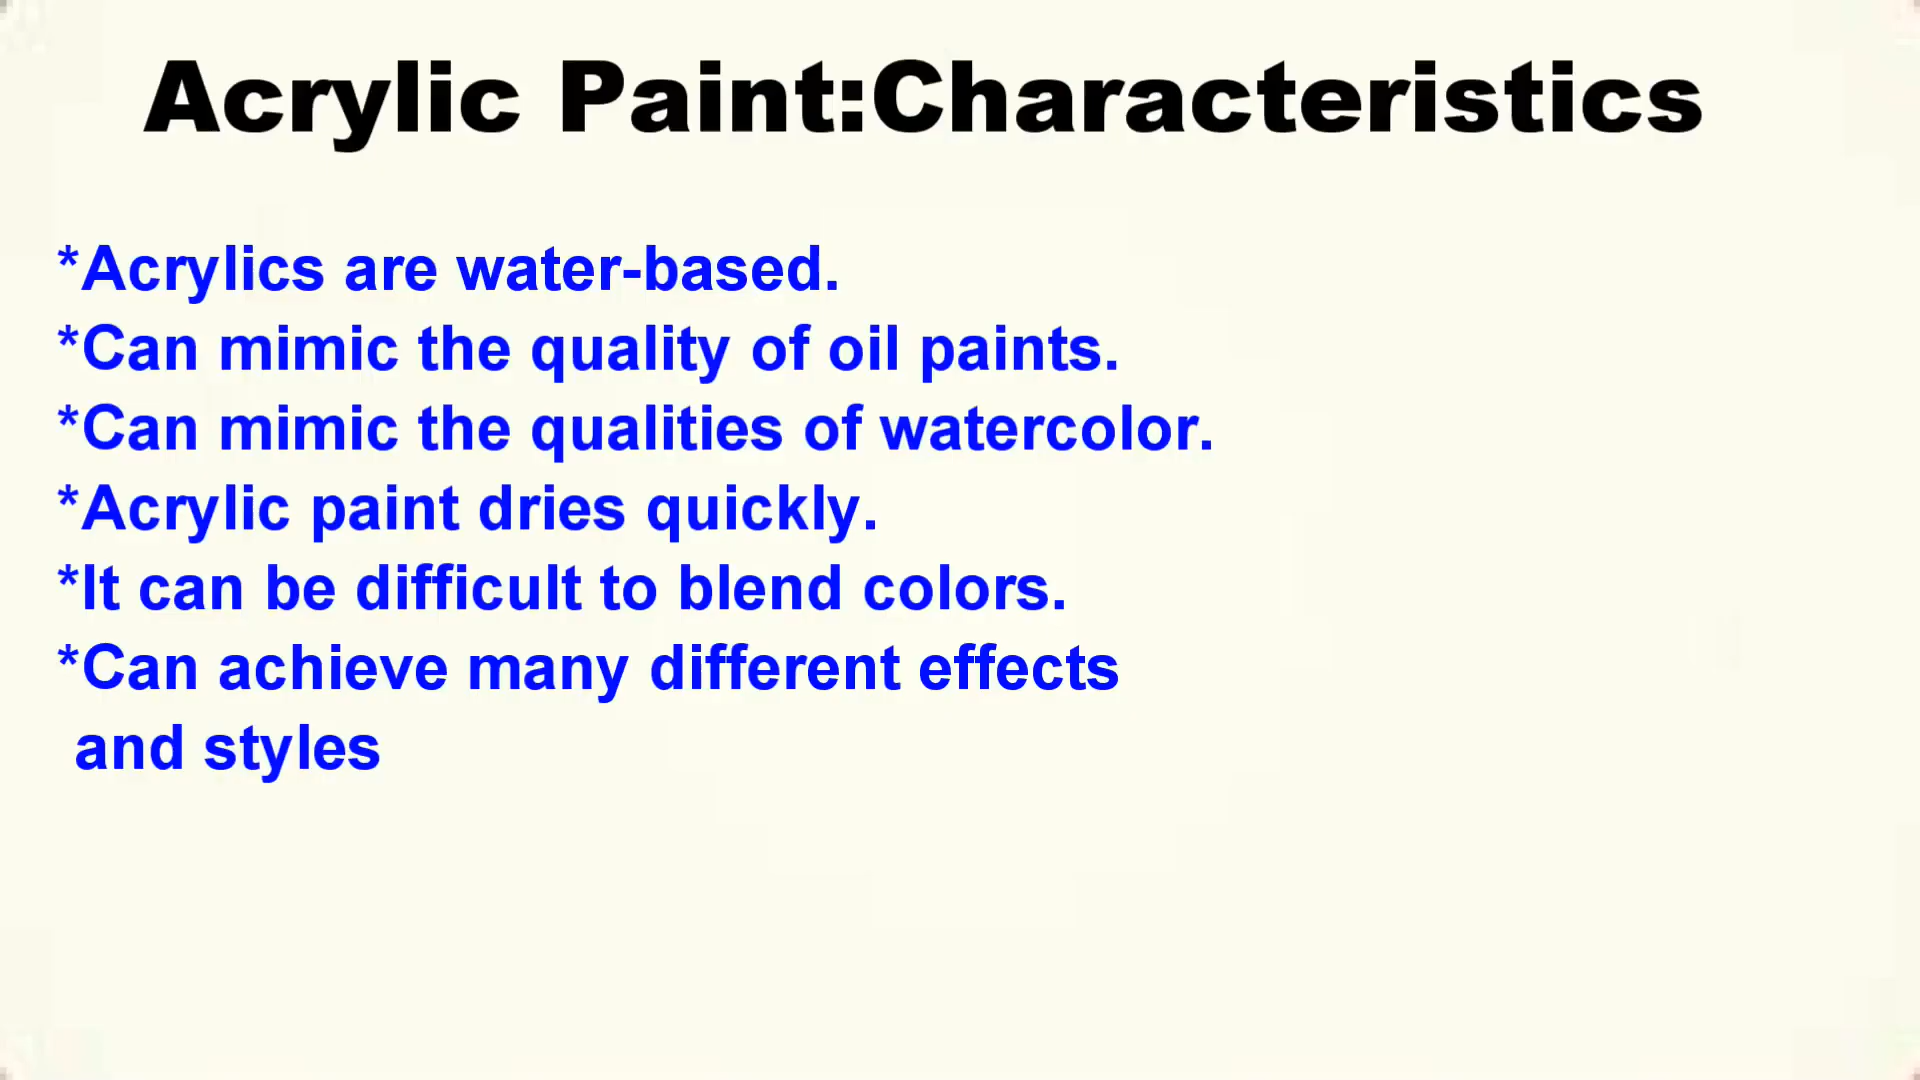 Acrylic Paint:Characteristics
*Acrylics are water-based.
*Can mimic the quality of oil paints.
*Can mimic the qualities of watercolor.
*Acrylic paint dries quickly.
*It can be difficult to blend colors.
*Can achieve many different effects
and styles